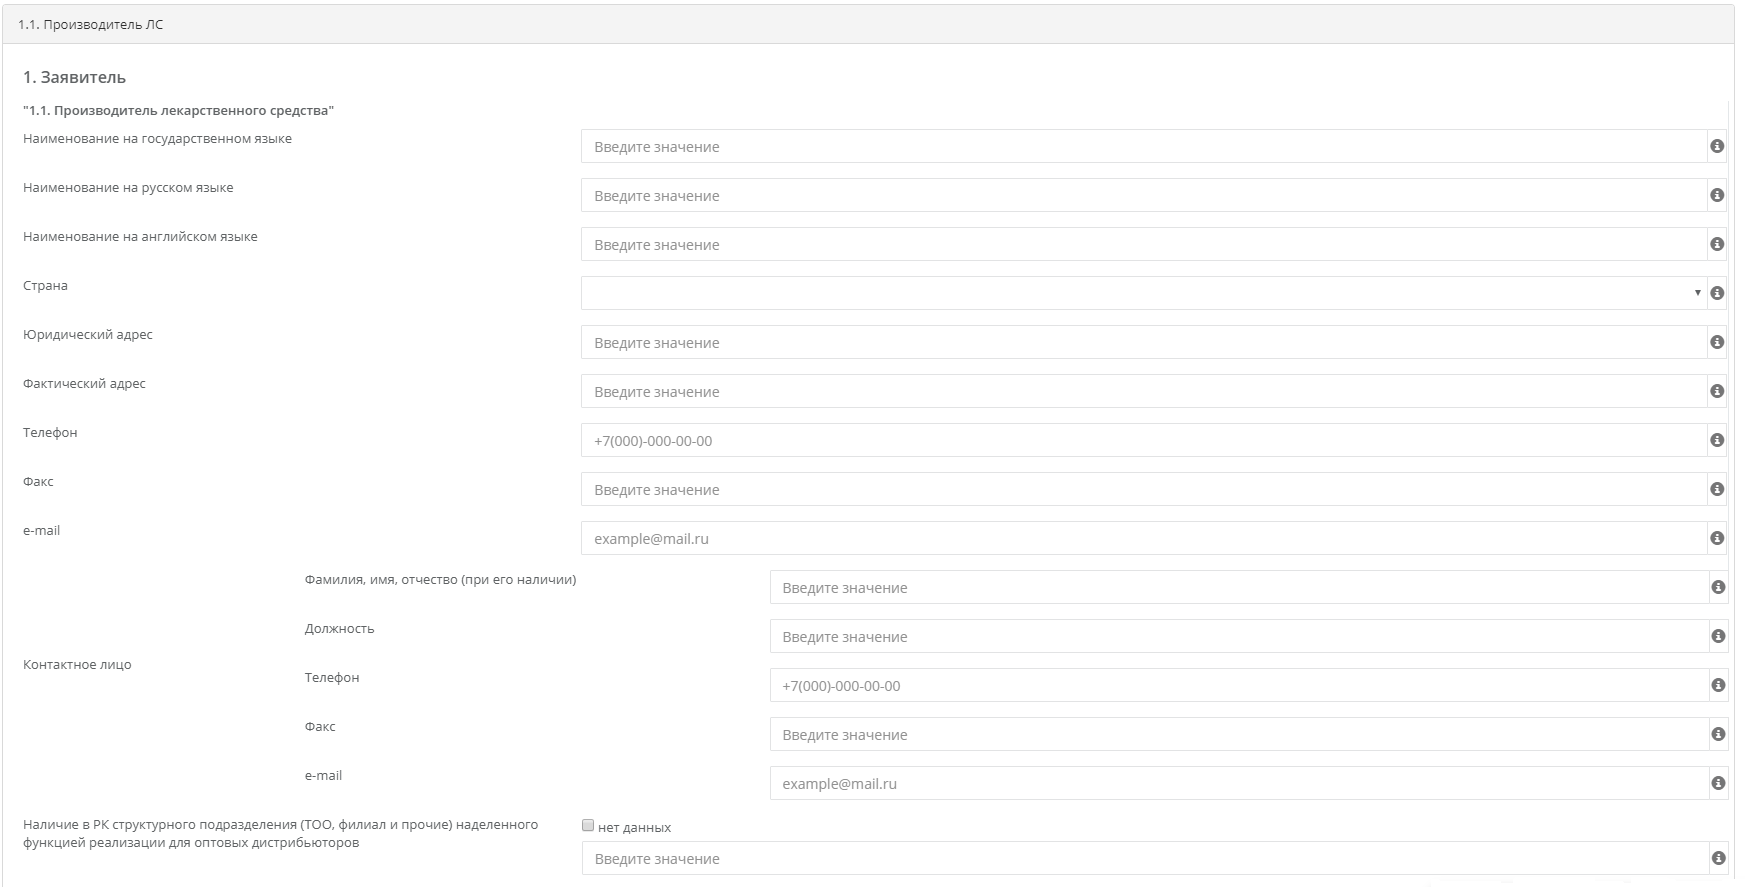 1.1. Производитель ЛС
1. Заявитель
"1.1. Производитель лекарственного средства"
Наименование на государственном языке
Введите значение
Наименование на русском языке
Введите значение
Наименование на английском языке
Введите значение
Страна
Юридический адрес
Введите значение
Фактический адрес
Введите значение
Телефон
+7(000)-000-00-00
Факс
Введите значение
e-mail
example@mail.ru
Контактное лицо
Фамилия, имя, отчество (при его наличии)
Введите значение
Должность
Введите значение
Телефон
+7(000)-000-00-00
Факс
Введите значение
e-mail
example@mail.ru
Наличие в РК структурного подразделения (ТОО, филиал и прочие) наделенного
функцией реализации для оптовых дистрибьюторов
нет данных
Введите значение